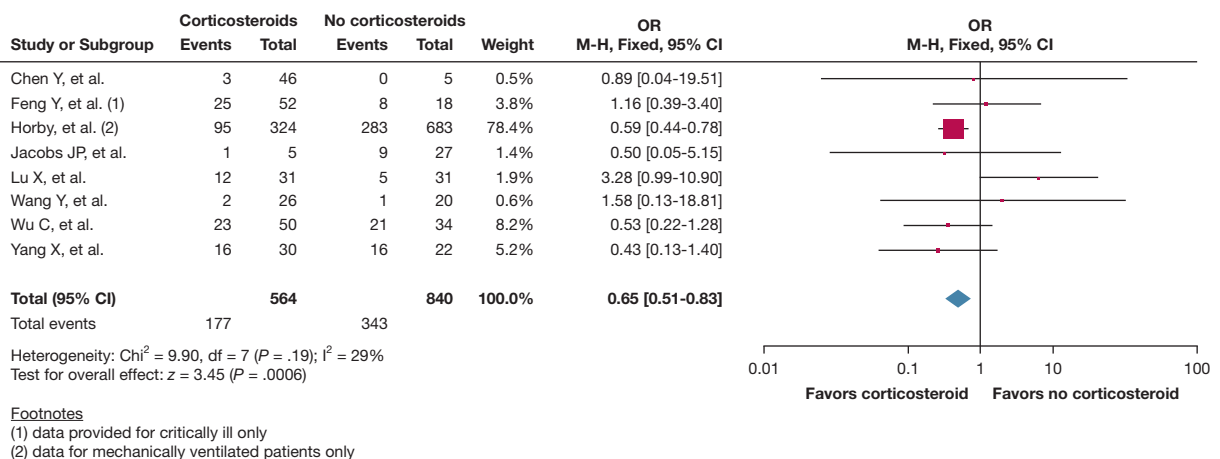 Corticosteroids No corticosteroids OR OR
Study or Subgroup Events Total Events Total Weight M-H, Fixed, 95% CI M-H, Fixed, 95% CI
Chen Y, et al. 3 46 0 5 0.5% 0.89 [0.04-19.51]
Feng Y, et al. (1) 25 52 8 18 3.8% 1.16 [0.39-3.40]
Horby, et al. (2) 95 324 283 683 78.4% 0.59 [0.44-0.78]
Jacobs JP, et al. 1 5 9 27 1.4% 0.50 [0.05-5.15]
Lu X, et al. 12 31 5 31 1.9% 3.28 [0.99-10.90]
Wang Y, et al. 2 26 1 20 0.6% 1.58 [0.13-18.81]
Wu C, et al. 23 50 21 34 8.2% 0.53 [0.22-1.28]
Yang X, et al. 16 30 16 22 5.2% 0.43 [0.13-1.40]
Total (95% CI) 564 840 100.0% 0.65 [0.51-0.83]
Total events 177 343
Heterogeneity: Chi² = 9.90, df = 7 (P = .19); I² = 29%
Test for overall effect: z = 3.45 (P = .0006)
0.01 0.1 1 10 100
Favors corticosteroid Favors no corticosteroid
Footnotes
(1) data provided for critically ill only
(2) data for mechanically ventilated patients only